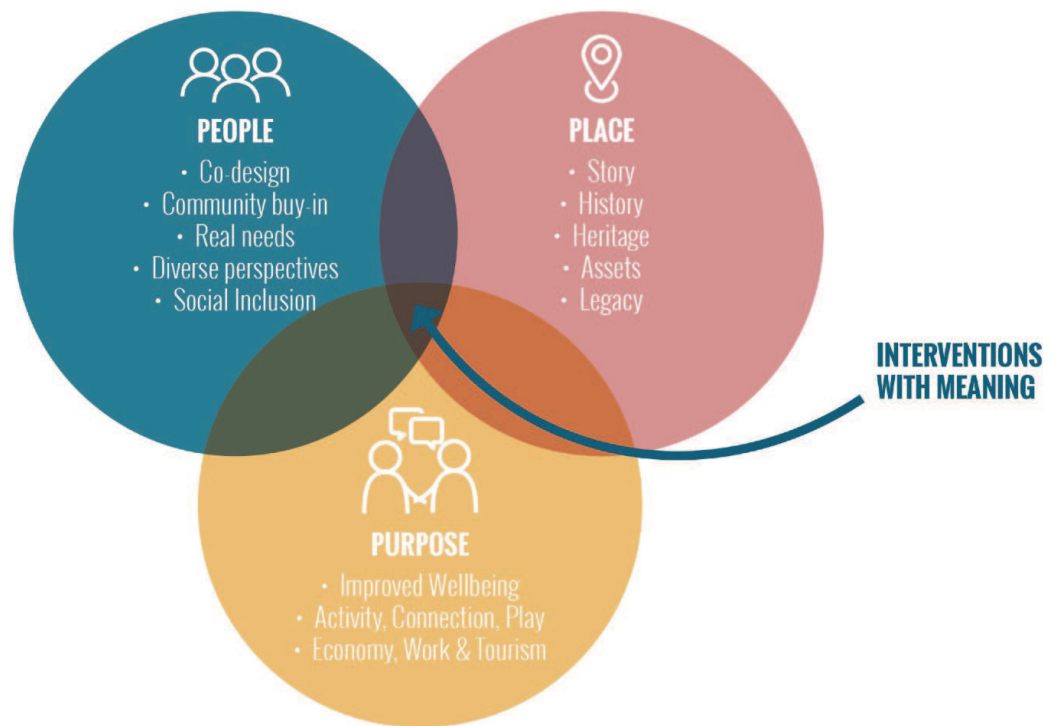 PEOPLE
• Co-design
• Community buy-in
• Real needs
• Diverse perspectives
• Social Inclusion
PLACE
• Story
• History
• Heritage
• Assets
• Legacy
INTERVENTIONS
WITH MEANING
PURPOSE
• Improved Wellbeing
• Activity, Connection, Play
• Economy, Work & Tourism